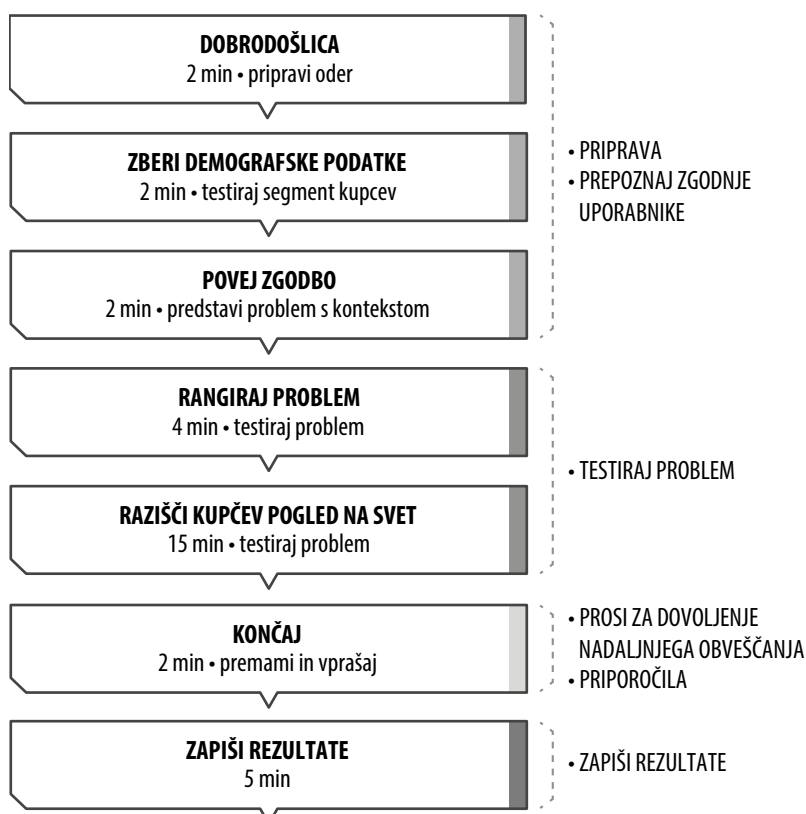 DOBRODOŠLICA
2 min • pripravi oder
ZBERI DEMOGRAFSKE PODATKE
2 min • testiraj segment kupcev
POVEJ ZGODBO
2 min • predstavi problem s kontekstom
• PRIPRAVA
• PREPOZNAJ ZGODNJE
UPORABNIKE
RANGIRAJ PROBLEM
4 min • testiraj problem
RAZIŠČI KUPČEV POGLED NA SVET
15 min • testiraj problem
• TESTIRAJ PROBLEM
KONČAJ
2 min • premami in vprašaj
• PROSI ZA DOVOLJENJE
NADALJNJEGA OBVEŠČANJA
• PRIPOROČILA
ZAPIŠI REZULTATE
5 min
• ZAPIŠI REZULTATE